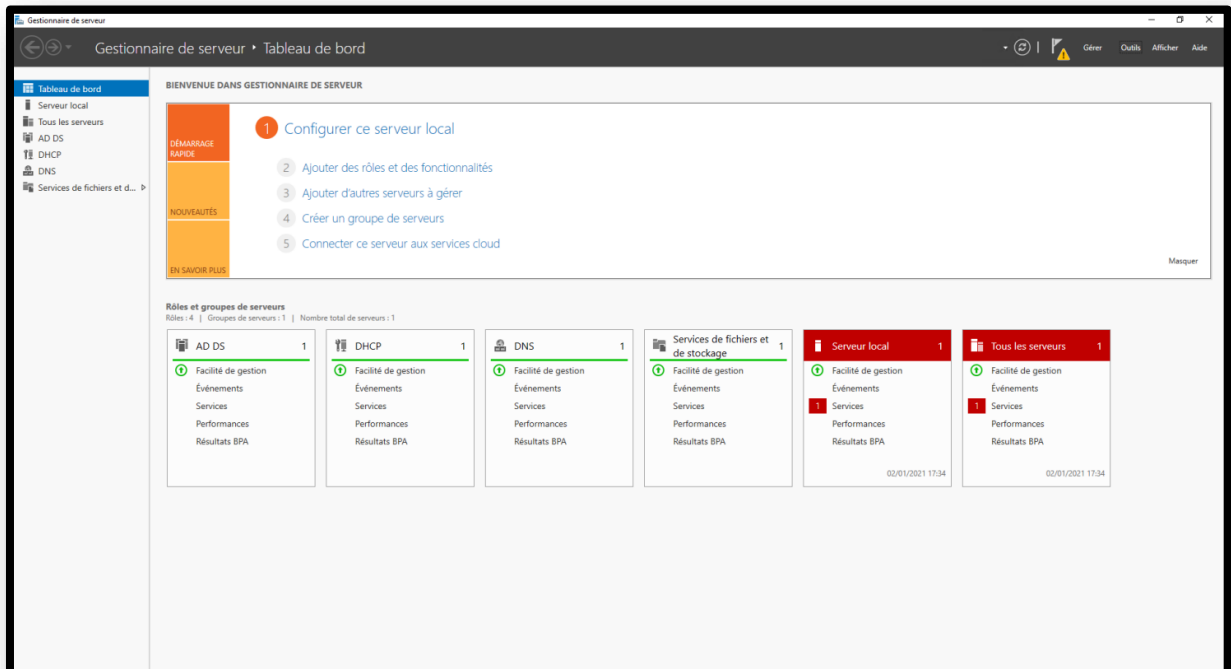 Gestionnaire de serveur
Gestionnaire de serveur • Tableau de bord
Gérer Outils Afficher Aide
Tableau de bord
Serveur local
Tous les serveurs
AD DS
DHCP
DNS
Services de fichiers et d...
BIENVENUE DANS GESTIONNAIRE DE SERVEUR
DÉMARRAGE
RAPIDE
NOUVEAUTÉS
EN SAVOIR PLUS
1 Configurer ce serveur local
2 Ajouter des rôles et des fonctionnalités
3 Ajouter d'autres serveurs à gérer
4 Créer un groupe de serveurs
5 Connecter ce serveur aux services cloud
Masquer
Rôles et groupes de serveurs
Rôles : 4 | Groupes de serveurs : 1 | Nombre total de serveurs : 1
AD DS 1
Facilité de gestion
Événements
Services
Performances
Résultats BPA
DHCP 1
Facilité de gestion
Événements
Services
Performances
Résultats BPA
DNS 1
Facilité de gestion
Événements
Services
Performances
Résultats BPA
Services de fichiers et
de stockage 1
Facilité de gestion
Événements
Services
Performances
Résultats BPA
Serveur local 1
Facilité de gestion
Événements
1 Services
Performances
Résultats BPA
02/01/2021 17:34
Tous les serveurs 1
Facilité de gestion
Événements
1 Services
Performances
Résultats BPA
02/01/2021 17:34